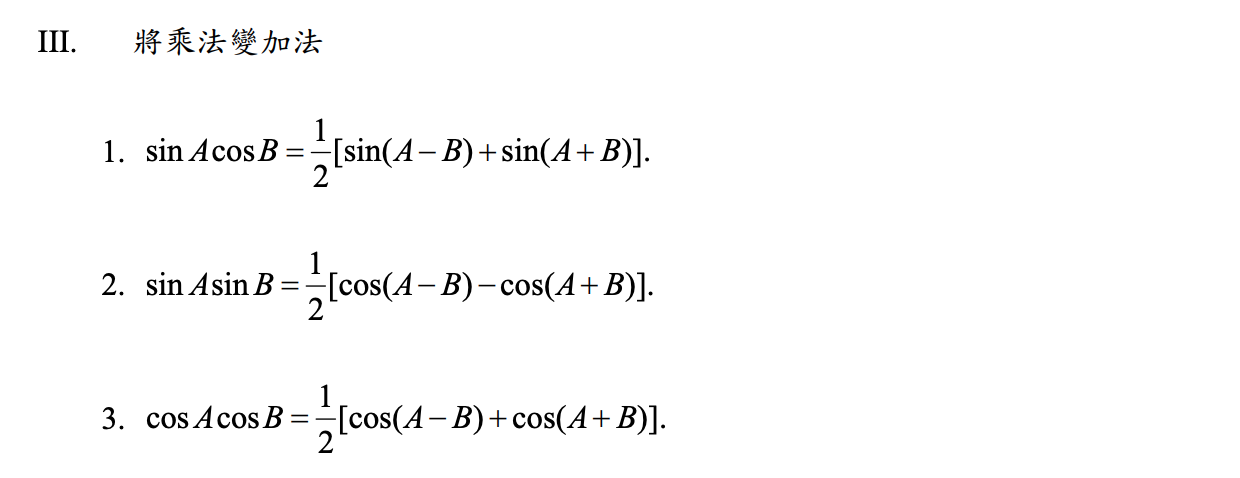 III. 將乘法變加法
1. sin A cos B = 1/2 [sin(A − B) + sin(A + B)].
2. sin A sin B = 1/2 [cos(A − B) − cos(A + B)].
3. cos A cos B = 1/2 [cos(A − B) + cos(A + B)].